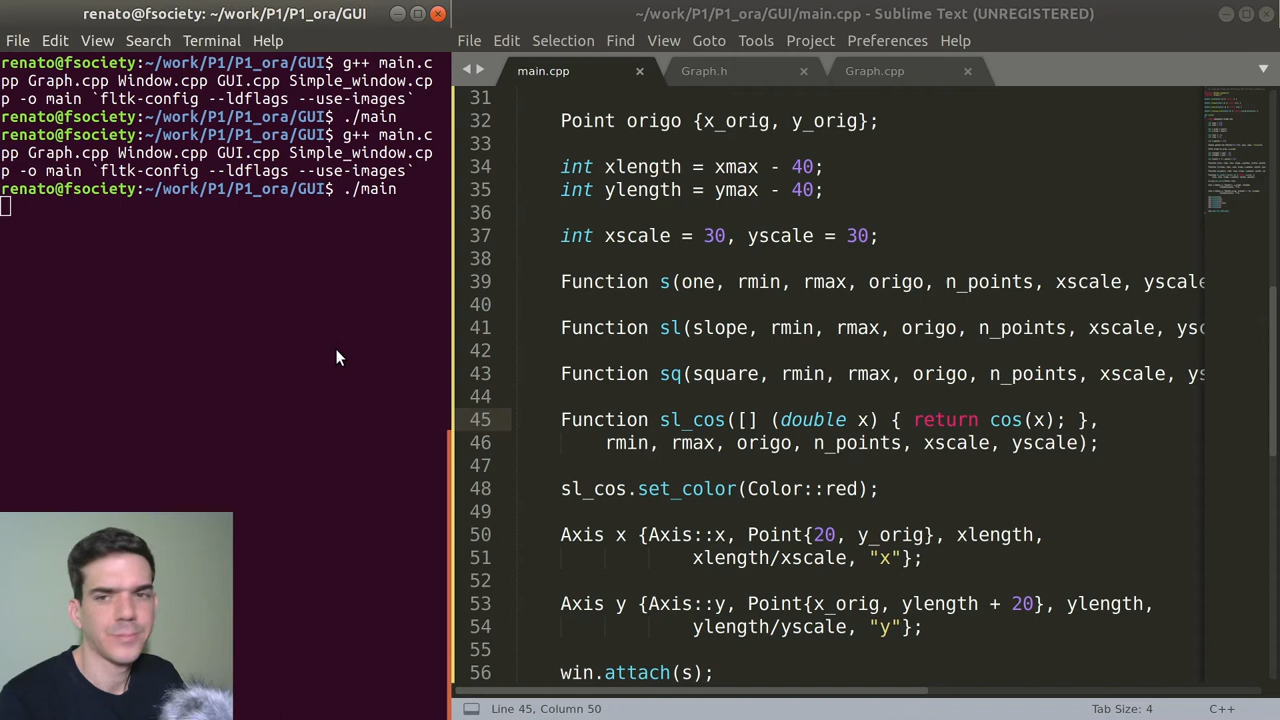 renato@fsociety: ~/work/P1/P1_ora/GUI
File Edit View Search Terminal Help
renato@fsociety:~/work/P1/P1_ora/GUI$ g++ main.c
pp Graph.cpp Window.cpp GUI.cpp Simple_window.cp
p -o main `fltk-config --ldflags --use-images`
renato@fsociety:~/work/P1/P1_ora/GUI$ ./main
renato@fsociety:~/work/P1/P1_ora/GUI$ g++ main.c
pp Graph.cpp Window.cpp GUI.cpp Simple_window.cp
p -o main `fltk-config --ldflags --use-images`
renato@fsociety:~/work/P1/P1_ora/GUI$ ./main
~/work/P1/P1_ora/GUI/main.cpp - Sublime Text (UNREGISTERED)
File Edit Selection Find View Goto Tools Project Preferences Help
main.cpp Graph.h Graph.cpp
31
32 Point origo {x_orig, y_orig};
33
34 int xlength = xmax - 40;
35 int ylength = ymax - 40;
36
37 int xscale = 30, yscale = 30;
38
39 Function s(one, rmin, rmax, origo, n_points, xscale, yscale
40
41 Function sl(slope, rmin, rmax, origo, n_points, xscale, ysc
42
43 Function sq(square, rmin, rmax, origo, n_points, xscale, ys
44
45 Function sl_cos([] (double x) { return cos(x); },
46 rmin, rmax, origo, n_points, xscale, yscale);
47
48 sl_cos.set_color(Color::red);
49
50 Axis x {Axis::x, Point{20, y_orig}, xlength,
51 xlength/xscale, "x"};
52
53 Axis y {Axis::y, Point{x_orig, ylength + 20}, ylength,
54 ylength/yscale, "y"};
55
56 win.attach(s);
Line 45, Column 50
Tab Size: 4
C++